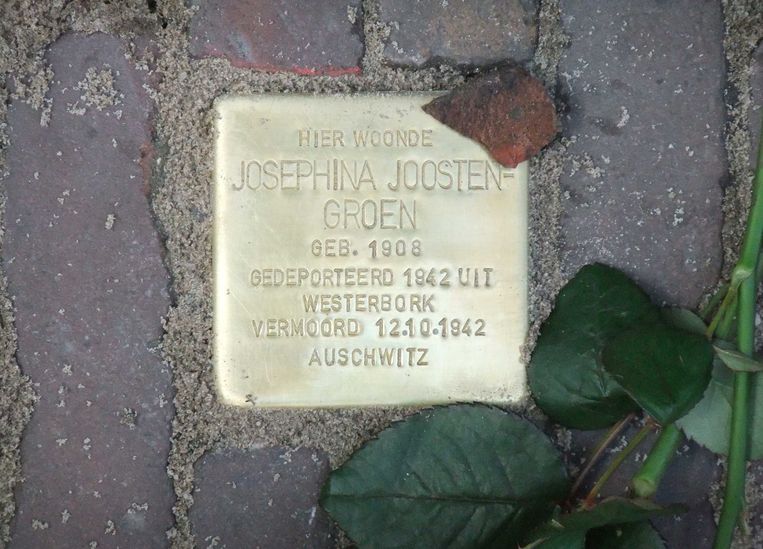 HIER WOONDE
JOSEPHINA JOOSTEN-
GROEN
GEB. 1908
GEDEPORTEERD 1942 UIT
WESTERBORK
VERMOORD 12.10.1942
AUSCHWITZ